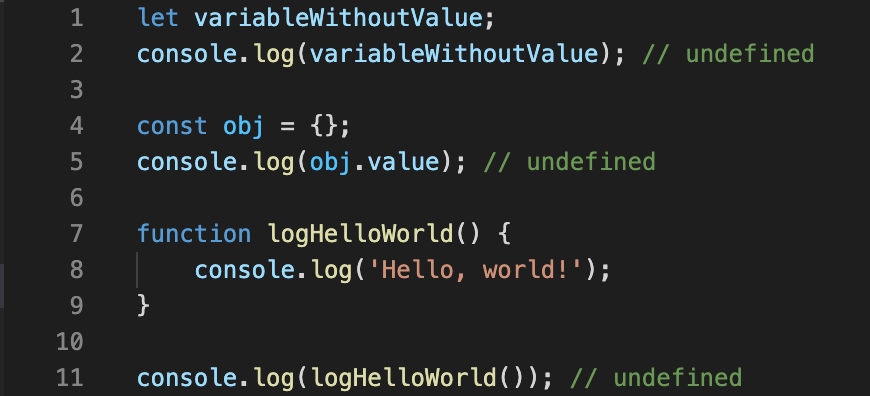 1 let variableWithoutValue;
2 console.log(variableWithoutValue); // undefined
3
4 const obj = {};
5 console.log(obj.value); // undefined
6
7 function logHelloWorld() {
8     console.log('Hello, world!');
9 }
10
11 console.log(logHelloWorld()); // undefined